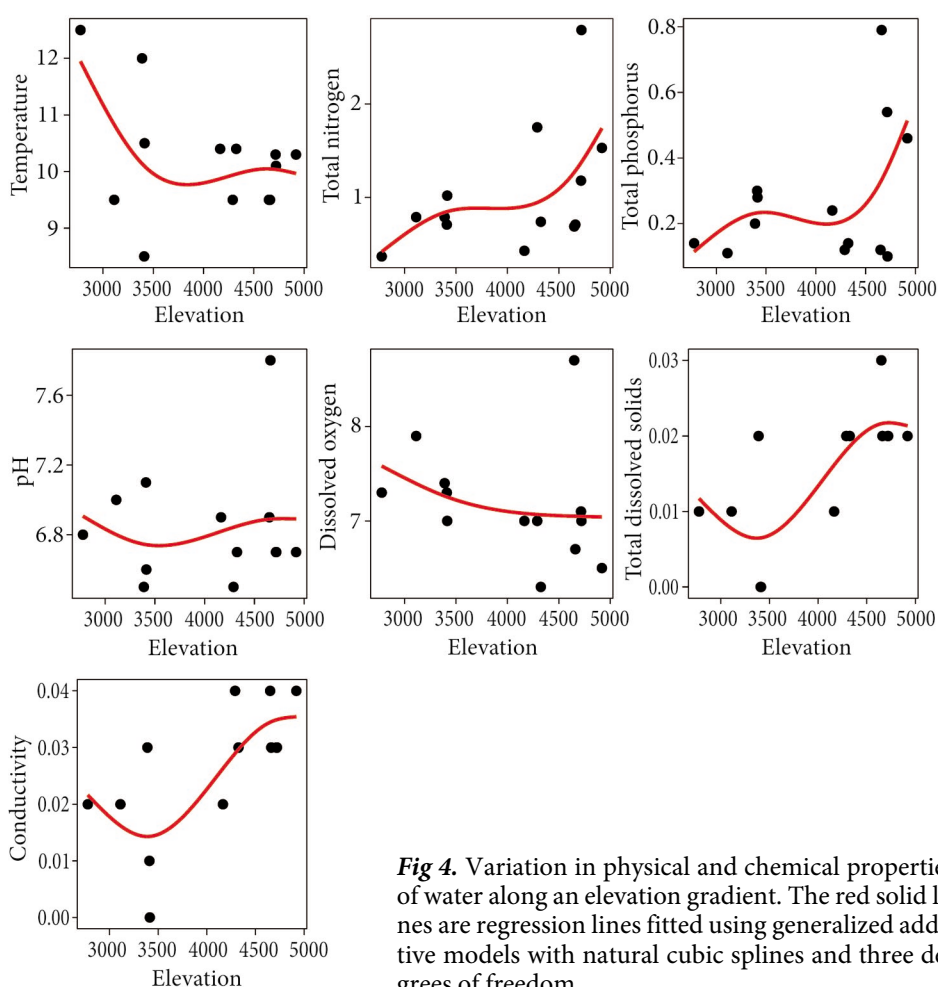 Temperature
12
11
10
9
3000 3500 4000 4500 5000
Elevation
Total nitrogen
2
1
3000 3500 4000 4500 5000
Elevation
Total phosphorus
0.8
0.6
0.4
0.2
3000 3500 4000 4500 5000
Elevation
pH
7.6
7.2
6.8
3000 3500 4000 4500 5000
Elevation
Dissolved oxygen
8
7
3000 3500 4000 4500 5000
Elevation
Total dissolved solids
0.03
0.02
0.01
0.00
3000 3500 4000 4500 5000
Elevation
Conductivity
0.04
0.03
0.02
0.01
0.00
3000 3500 4000 4500 5000
Elevation
Fig 4. Variation in physical and chemical propertie
of water along an elevation gradient. The red solid l
nes are regression lines fitted using generalized add
tive models with natural cubic splines and three de
grees of freedom